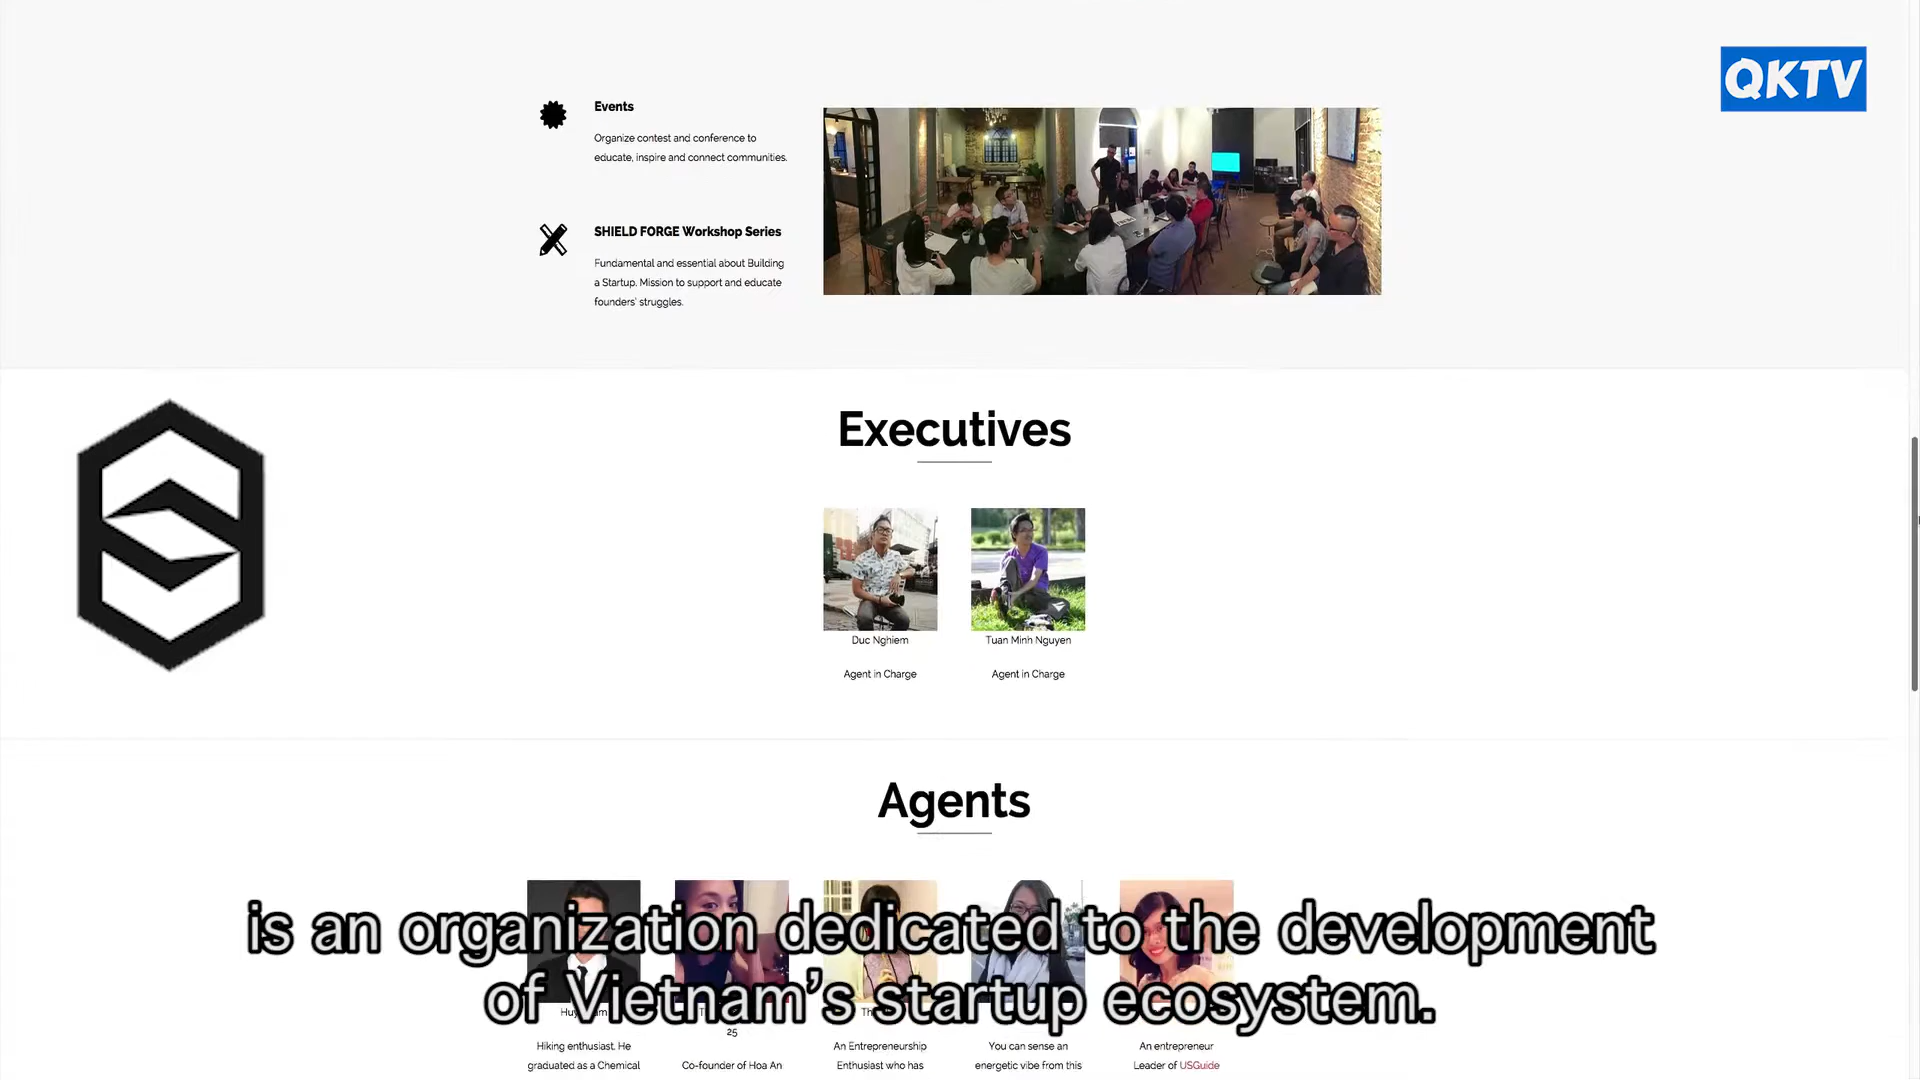 QKTV
Events
Organize contest and conference to
educate, inspire and connect communities.
SHIELD FORGE Workshop Series
Fundamental and essential about Building
a Startup. Mission to support and educate
founders' struggles.
Executives
Duc Nghiem
Tuan Minh Nguyen
Agent in Charge
Agent in Charge
Agents
is an organization dedicated to the development
of Vietnam's startup ecosystem.
25
Hiking enthusiast. He
graduated as a Chemical
Co-founder of Hoa An
An Entrepreneurship
Enthusiast who has
You can sense an
energetic vibe from this
An entrepreneur
Leader of USGuide